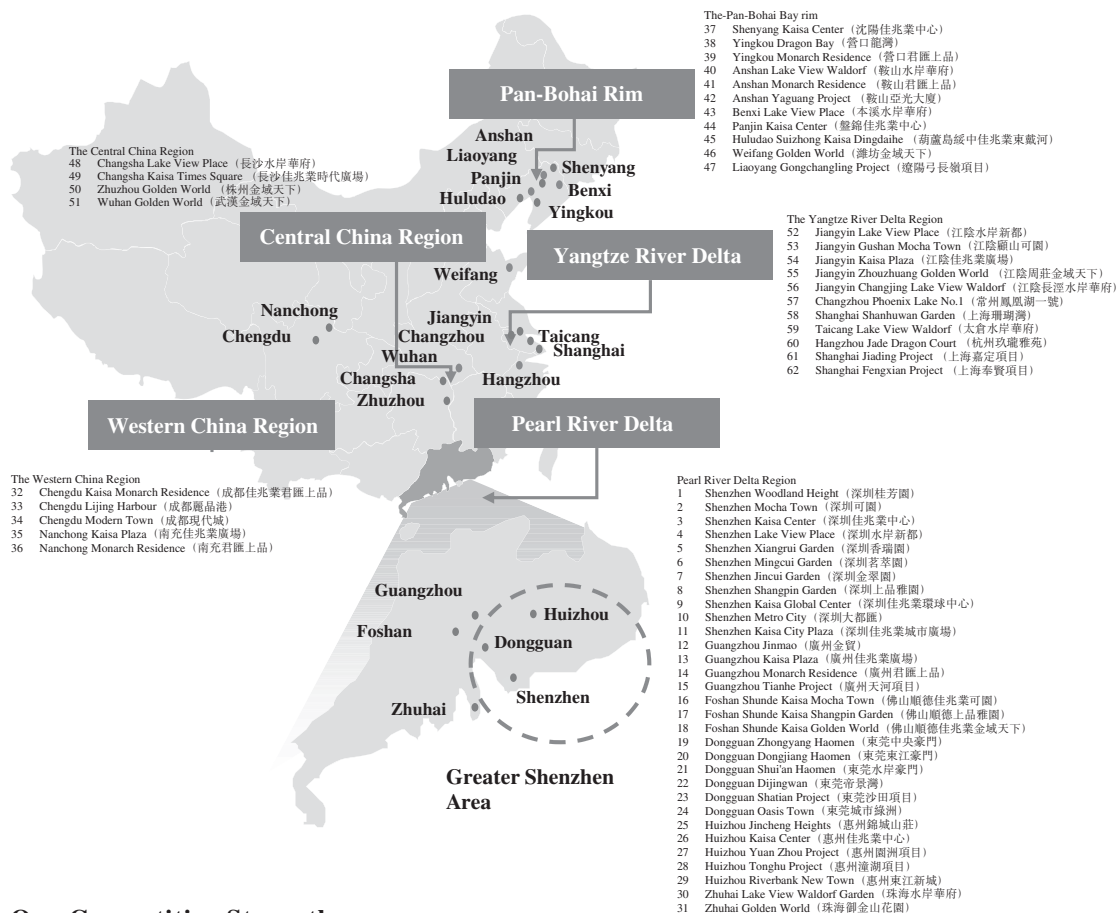 The-Pan-Bohai Bay rim
37 Shenyang Kaisa Center (瀋陽佳兆業中心)
38 Yingkou Dragon Bay (營口龍灣)
39 Yingkou Monarch Residence (營口君匯上品)
40 Anshan Lake View Waldorf (鞍山水岸華府)
41 Anshan Monarch Residence (鞍山君匯上品)
42 Anshan Yaguang Project (鞍山亞光大廈)
43 Benxi Lake View Place (本溪水岸華府)
44 Panjin Kaisa Center (盤錦佳兆業中心)
45 Huludao Suizhong Kaisa Dingdaihe (葫蘆島綏中佳兆業東戴河)
46 Weifang Golden World (濰坊金域天下)
47 Liaoyang Gongchangling Project (遼陽弓長嶺項目)
Pan-Bohai Rim
Anshan
Liaoyang
Panjin
Huludao
Shenyang
Benxi
Yingkou
The Central China Region
48 Changsha Lake View Place (長沙水岸華府)
49 Changsha Kaisa Times Square (長沙佳兆業時代廣場)
50 Zhuzhou Golden World (株州金域天下)
51 Wuhan Golden World (武漢金域天下)
Central China Region
Yangtze River Delta
The Yangtze River Delta Region
52 Jiangyin Lake View Place (江陰水岸新都)
53 Jiangyin Gushan Mocha Town (江陰顧山可園)
54 Jiangyin Kaisa Plaza (江陰佳兆業廣場)
55 Jiangyin Zhouzhuang Golden World (江陰周莊金域天下)
56 Jiangyin Changjing Lake View Waldorf (江陰長涇水岸華府)
57 Changzhou Phoenix Lake No.1 (常州鳳凰湖一號)
58 Shanghai Shanhuwan Garden (上海珊瑚灣)
59 Taicang Lake View Waldorf (太倉水岸華府)
60 Hangzhou Jade Dragon Court (杭州玖瓏雅苑)
61 Shanghai Jiading Project (上海嘉定項目)
62 Shanghai Fengxian Project (上海奉賢項目)
Weifang
Nanchong
Chengdu
Jiangyin
Changzhou
Wuhan
Changsha
Zhuzhou
Taicang
Shanghai
Hangzhou
Western China Region
Pearl River Delta
The Western China Region
32 Chengdu Kaisa Monarch Residence (成都佳兆業君匯上品)
33 Chengdu Lijing Harbour (成都麗晶港)
34 Chengdu Modern Town (成都現代城)
35 Nanchong Kaisa Plaza (南充佳兆業廣場)
36 Nanchong Monarch Residence (南充君匯上品)
Pearl River Delta Region
1 Shenzhen Woodland Height (深圳桂芳園)
2 Shenzhen Mocha Town (深圳可園)
3 Shenzhen Kaisa Center (深圳佳兆業中心)
4 Shenzhen Lake View Place (深圳水岸新都)
5 Shenzhen Xiangrui Garden (深圳香瑞園)
6 Shenzhen Mingcui Garden (深圳茗萃園)
7 Shenzhen Jincui Garden (深圳金翠園)
8 Shenzhen Shangpin Garden (深圳上品雅園)
9 Shenzhen Kaisa Global Center (深圳佳兆業環球中心)
10 Shenzhen Metro City (深圳大都匯)
11 Shenzhen Kaisa City Plaza (深圳佳兆業城市廣場)
12 Guangzhou Jinmao (廣州金貿)
13 Guangzhou Kaisa Plaza (廣州佳兆業廣場)
14 Guangzhou Monarch Residence (廣州君匯上品)
15 Guangzhou Tianhe Project (廣州天河項目)
16 Foshan Shunde Kaisa Mocha Town (佛山順德佳兆業可園)
17 Foshan Shunde Kaisa Shangpin Garden (佛山順德上品雅園)
18 Foshan Shunde Kaisa Golden World (佛山順德佳兆業金域天下)
19 Dongguan Zhongyang Haomen (東莞中央豪門)
20 Dongguan Dongjiang Haomen (東莞東江豪門)
21 Dongguan Shui'an Haomen (東莞水岸豪門)
22 Dongguan Dijingwan (東莞帝景灣)
23 Dongguan Shatian Project (東莞沙田項目)
24 Dongguan Oasis Town (東莞城市綠洲)
25 Huizhou Jincheng Heights (惠州錦城山莊)
26 Huizhou Kaisa Center (惠州佳兆業中心)
27 Huizhou Yuan Zhou Project (惠州園洲項目)
28 Huizhou Tonghu Project (惠州潼湖項目)
29 Huizhou Riverbank New Town (惠州東江新城)
30 Zhuhai Lake View Waldorf Garden (珠海水岸華府)
31 Zhuhai Golden World (珠海御金山花園)
Guangzhou
Foshan
Huizhou
Dongguan
Shenzhen
Zhuhai
Greater Shenzhen
Area